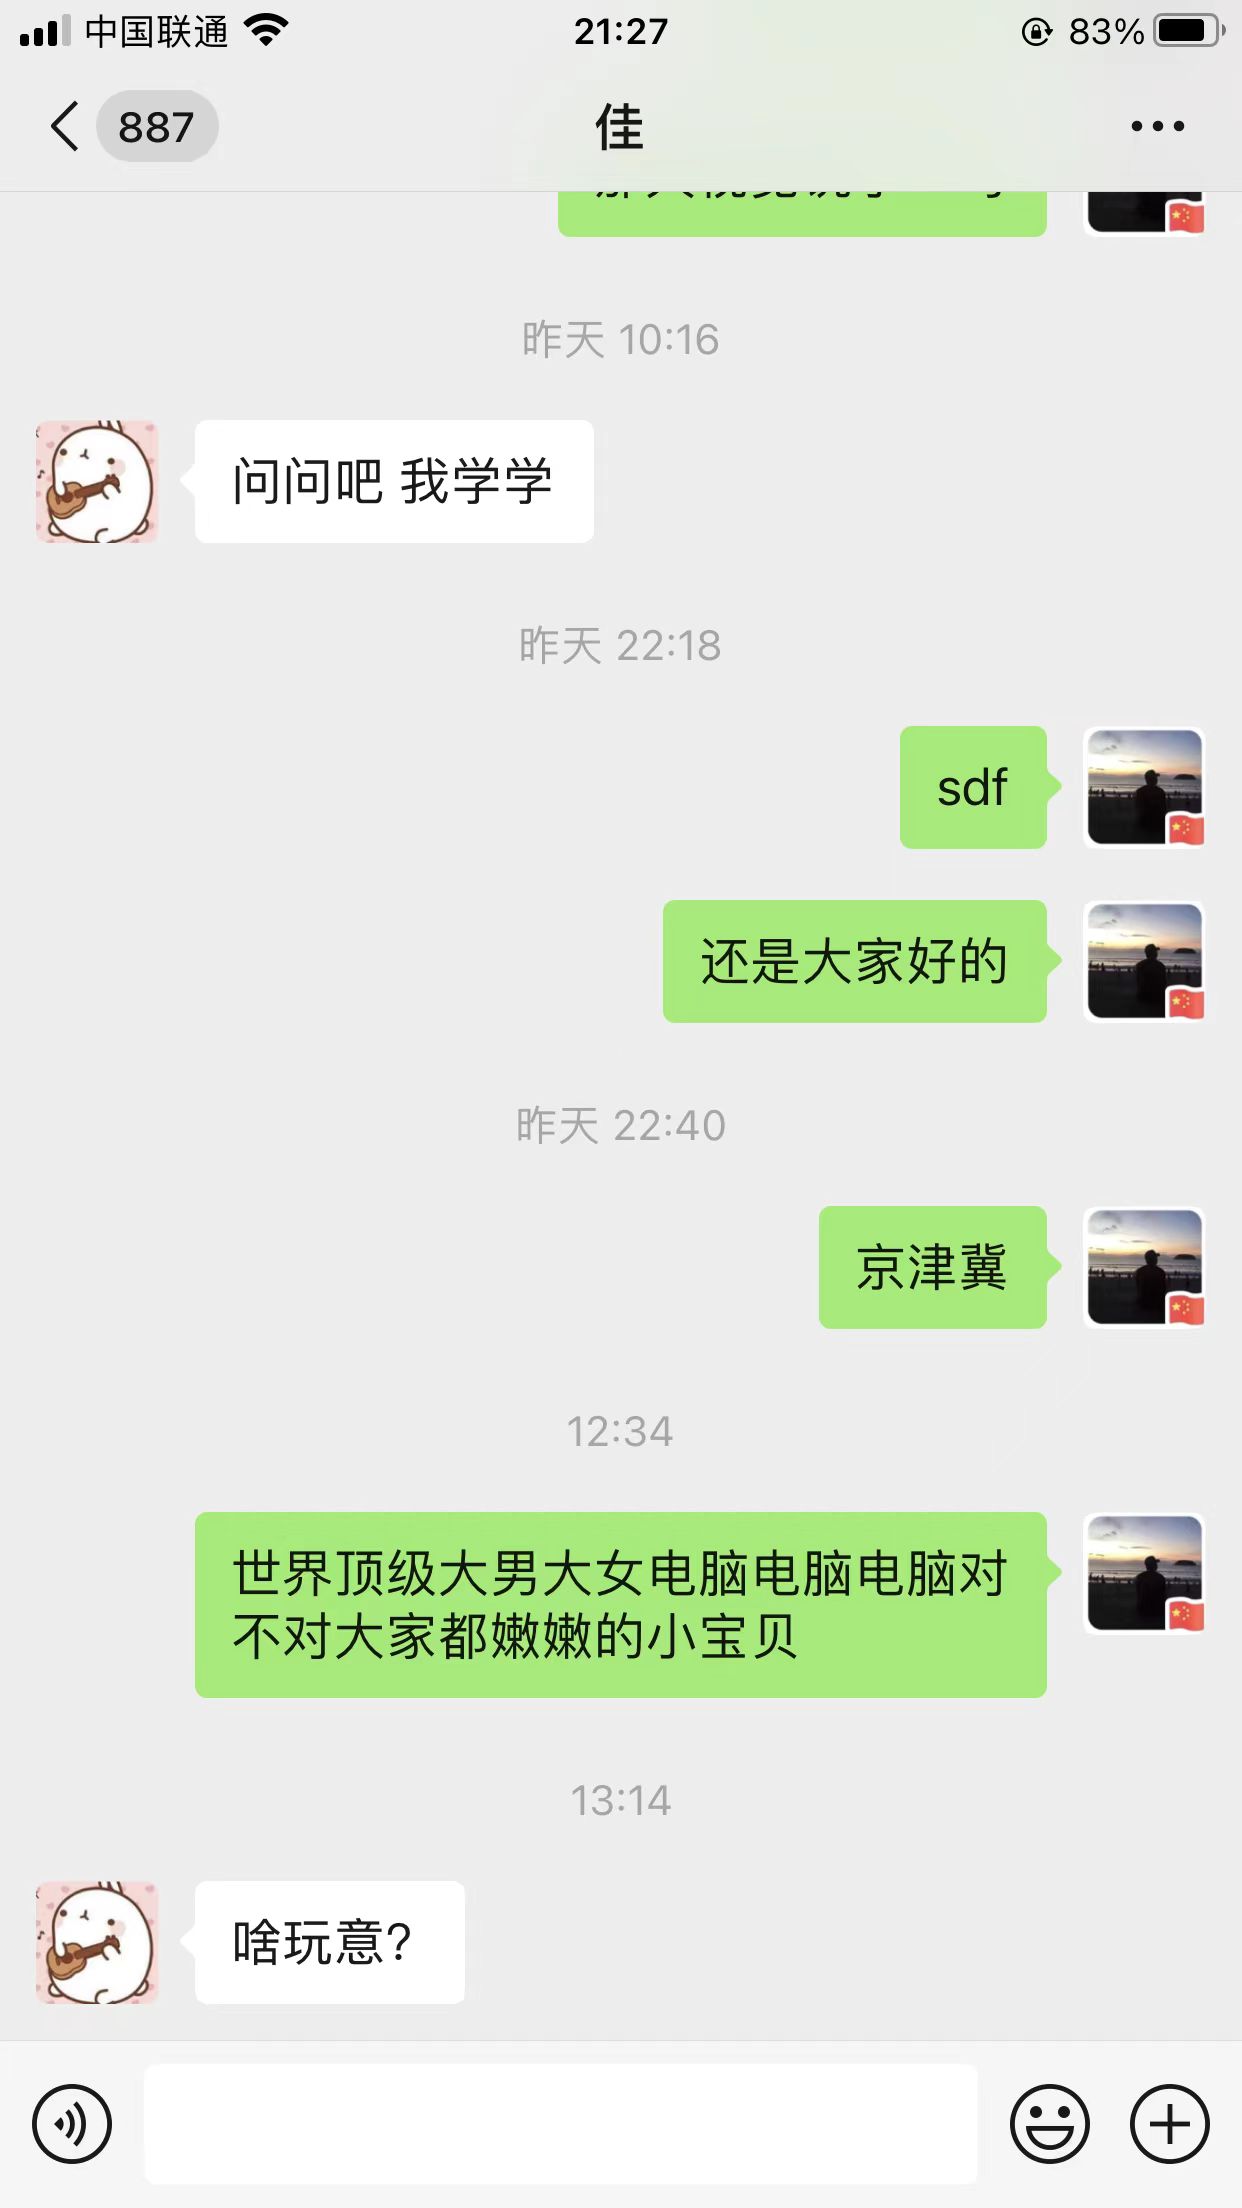 中国联通
21:27
83%
887
佳
昨天 10:16
问问吧 我学学
昨天 22:18
sdf
还是大家好的
昨天 22:40
京津冀
12:34
世界顶级大男大女电脑电脑电脑对
不对大家都嫩嫩的小宝贝
13:14
啥玩意?